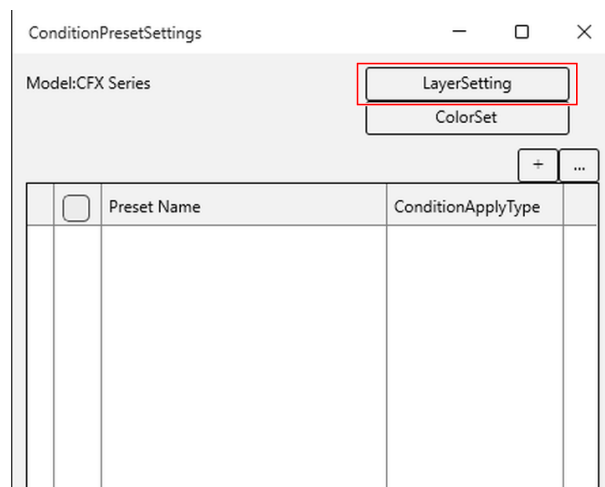 ConditionPresetSettings
Model:CFX Series
LayerSetting
ColorSet
+ ...
Preset Name ConditionApplyType